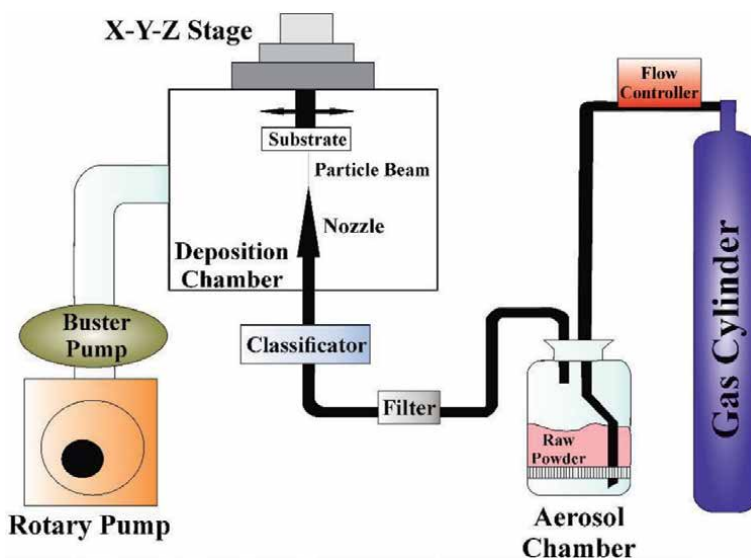 X-Y-Z Stage
Flow
Controller
Substrate
Particle Beam
Nozzle
Deposition
Chamber
Buster
Pump
Classificator
Filter
Raw
Powder
Gas Cylinder
Rotary Pump
Aerosol
Chamber